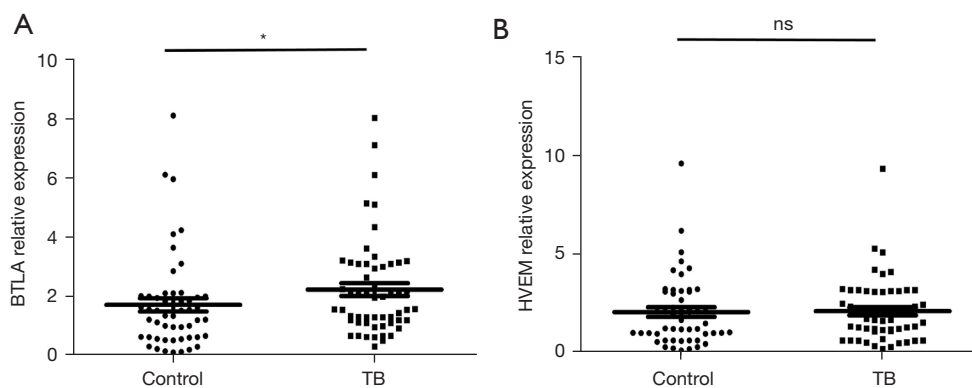 A
*
10
8
6
4
2
0
BTLA relative expression
Control
TB
B
ns
15
10
5
0
HVEM relative expression
Control
TB